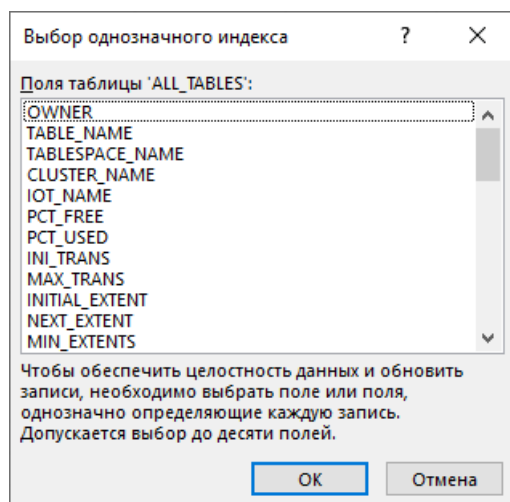 Выбор однозначного индекса
?
Поля таблицы 'ALL_TABLES':
OWNER
TABLE_NAME
TABLESPACE_NAME
CLUSTER_NAME
IOT_NAME
PCT_FREE
PCT_USED
INI_TRANS
MAX_TRANS
INITIAL_EXTENT
NEXT_EXTENT
MIN_EXTENTS
Чтобы обеспечить целостность данных и обновить
записи, необходимо выбрать поле или поля,
однозначно определяющие каждую запись.
Допускается выбор до десяти полей.
ОК
Отмена